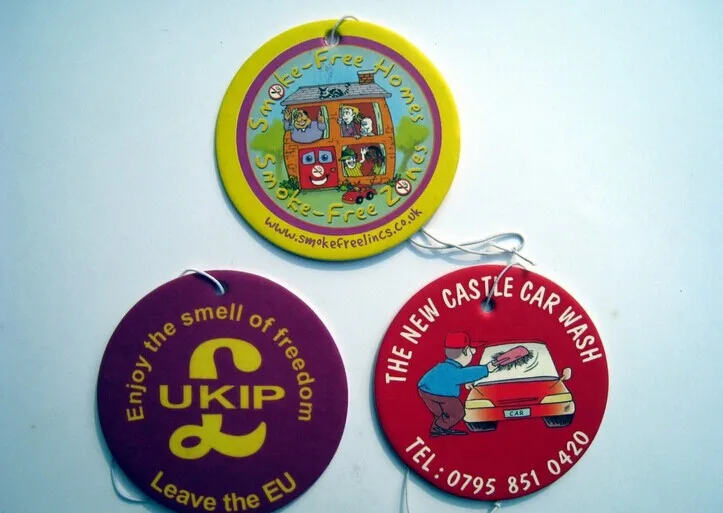 Smoke-Free Homes
Smoke-Free Zones
www.smokefreelincs.co.uk
Enjoy the smell of freedom
UKIP
£
Leave the EU
THE NEW CASTLE CAR WASH
CAR
TEL: 0795 851 0420